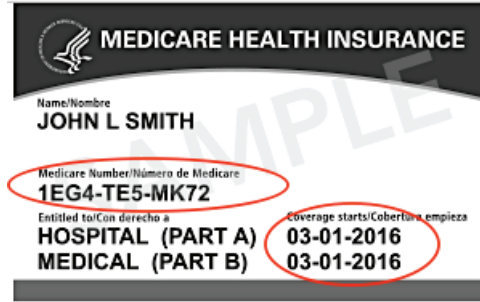 MEDICARE HEALTH INSURANCE
Name/Nombre
JOHN L SMITH
SAMPLE
Medicare Number/Número de Medicare
1EG4-TE5-MK72
Entitled to/Con derecho a
Coverage starts/Cobertura empieza
HOSPITAL (PART A) 03-01-2016
MEDICAL (PART B) 03-01-2016